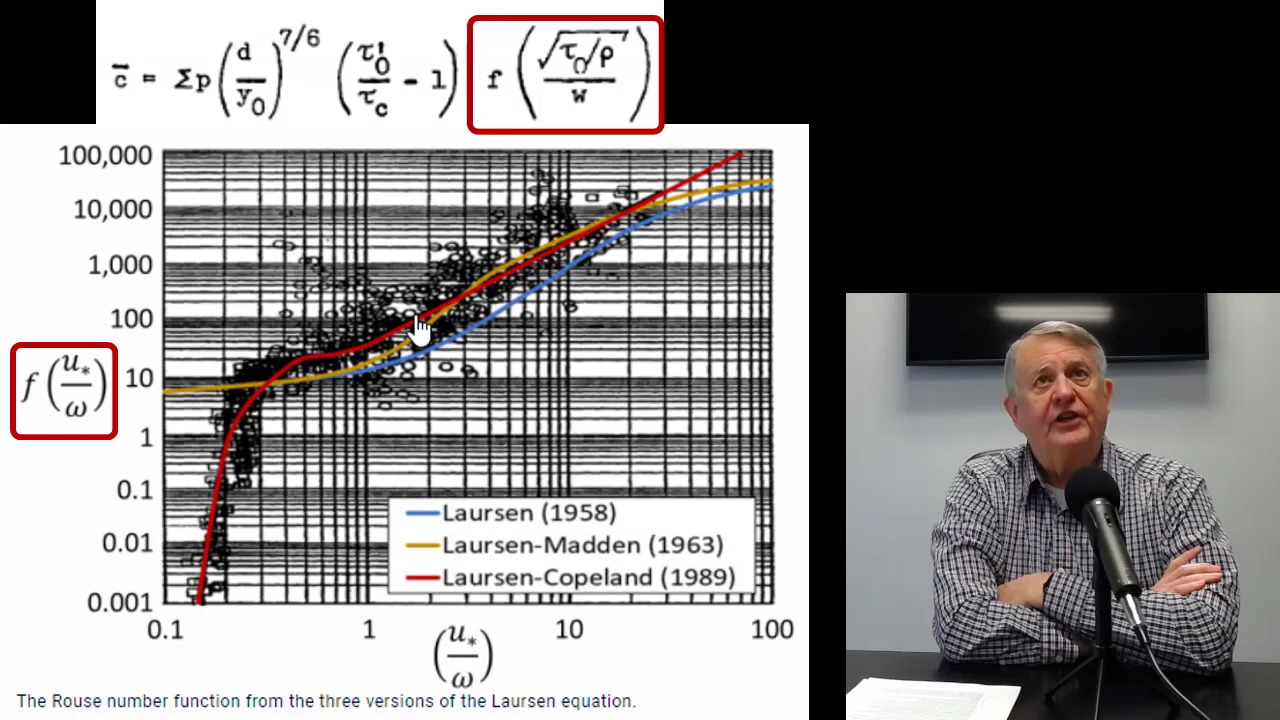 c̄ = Σp (d/y₀)^7/6 (τ₀'/τc - 1) f (√τ₀/ρ / w)
100,000
10,000
1,000
100
10
1
0.1
0.01
0.001
f(u*/ω)
Laursen (1958)
Laursen-Madden (1963)
Laursen-Copeland (1989)
0.1 1 10 100
(u*/ω)
The Rouse number function from the three versions of the Laursen equation.